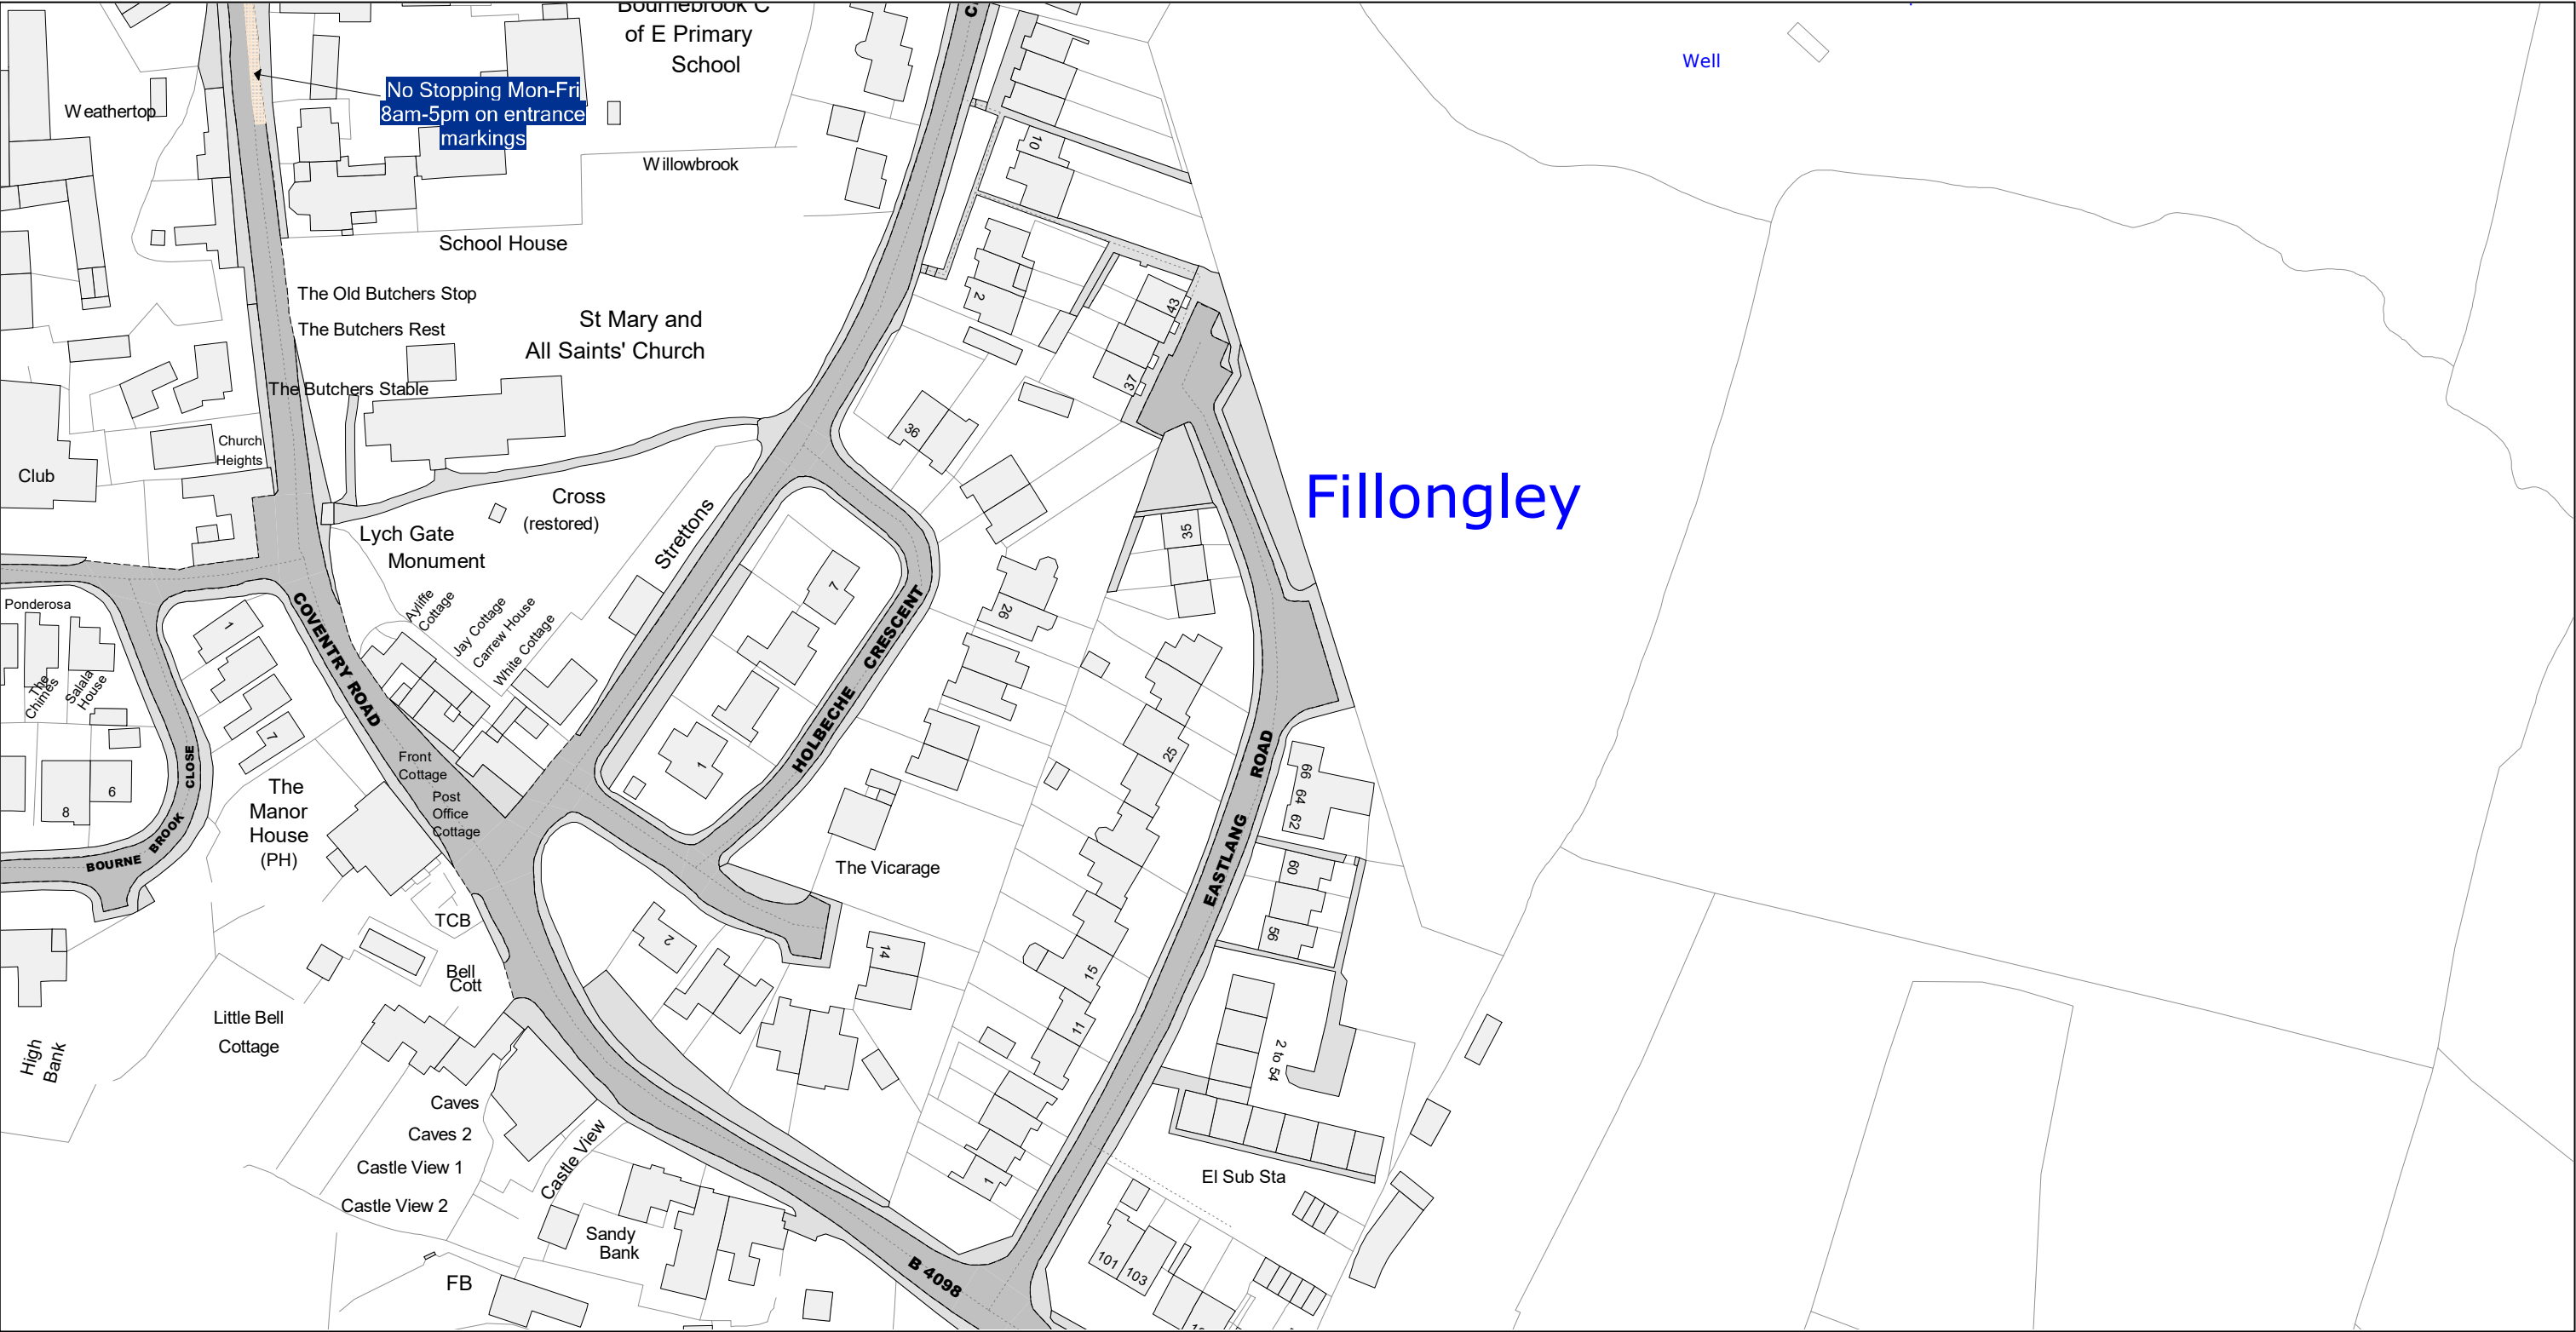 Bournebrook C
of E Primary
School
C
Well
Weathertop
No Stopping Mon-Fri
8am-5pm on entrance
markings
Willowbrook
10
School House
The Old Butchers Stop
The Butchers Rest
The Butchers Stable
St Mary and
All Saints' Church
2
43
37
36
Church
Heights
Club
Cross
(restored)
Lych Gate
Monument
Strettons
Fillongley
35
Ponderosa
The
Chimes
Salala
House
1
7
COVENTRY ROAD
Ayliffe
Cottage
Jay Cottage
Carrew House
White Cottage
7
1
HOLBECHE CRESCENT
26
25
EASTLANG ROAD
66
64
62
60
56
Front
Cottage
Post
Office
Cottage
8
6
BOURNE BROOK CLOSE
The
Manor
House
(PH)
The Vicarage
TCB
2
14
15
11
1
2 to 54
Bell
Cott
Little Bell
Cottage
High
Bank
Caves
Caves 2
Castle View 1
Castle View 2
Castle View
El Sub Sta
Sandy
Bank
FB
B 4098
101
103